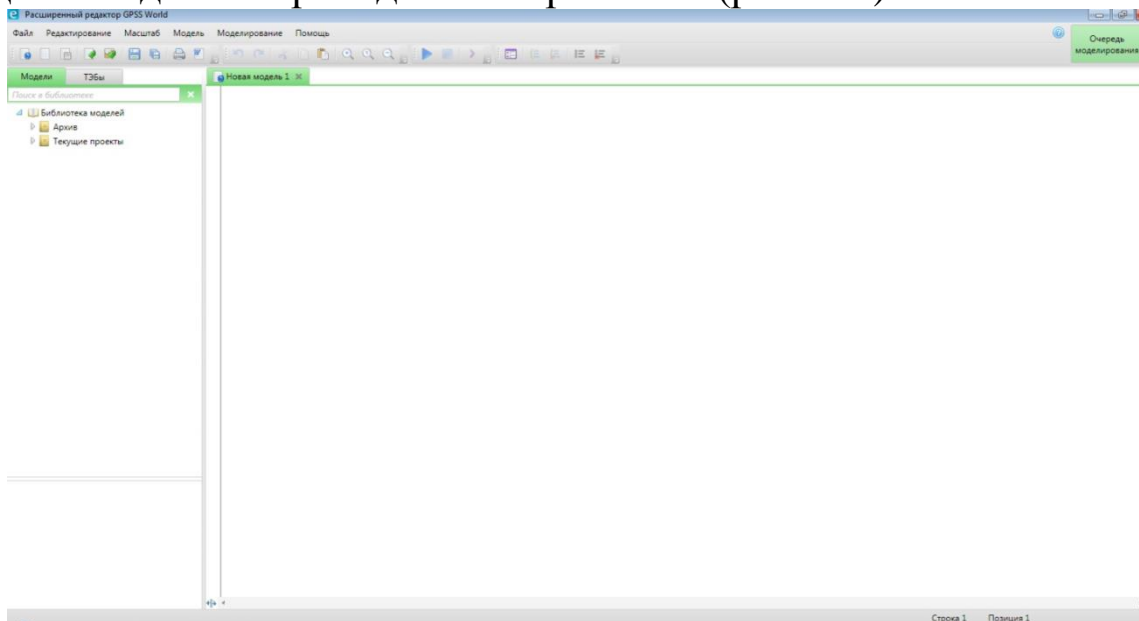 Расширенный редактор GPSS World
Файл Редактирование Масштаб Модель Моделирование Помощь
Очередь
моделирования
Модели ТЭБы
Новая модель 1
Поиск в библиотеке
Библиотека моделей
Архив
Текущие проекты
Строка 1 Позиция 1